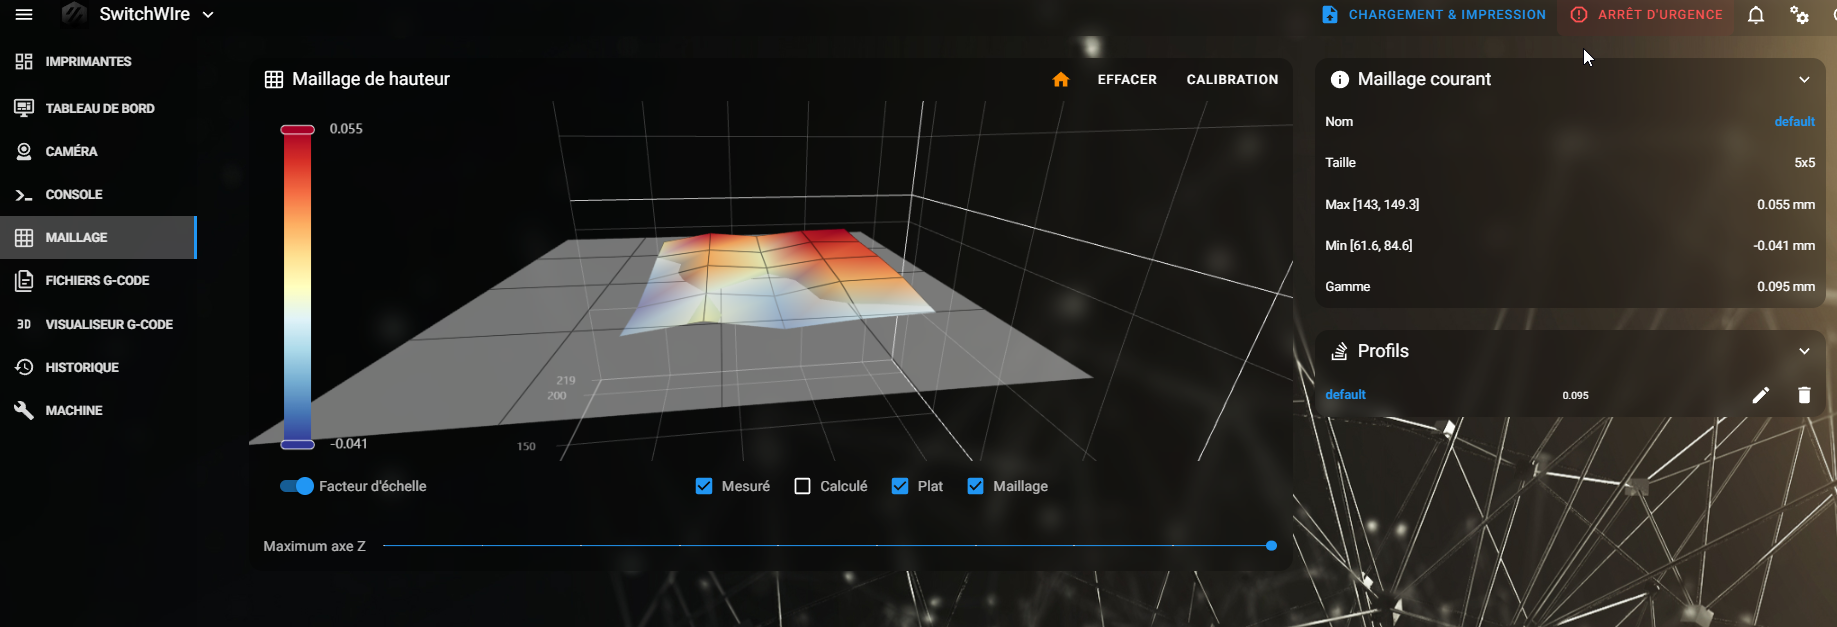 SwitchWIre
CHARGEMENT & IMPRESSION
ARRÊT D'URGENCE
IMPRIMANTES
TABLEAU DE BORD
CAMÉRA
CONSOLE
MAILLAGE
FICHIERS G-CODE
3D VISUALISEUR G-CODE
HISTORIQUE
MACHINE
Maillage de hauteur
EFFACER
CALIBRATION
0.055
-0.041
219
200
150
Facteur d'échelle
Mesuré
Calculé
Plat
Maillage
Maximum axe Z
Maillage courant
Nom default
Taille 5x5
Max [143, 149.3] 0.055 mm
Min [61.6, 84.6] -0.041 mm
Gamme 0.095 mm
Profils
default 0.095